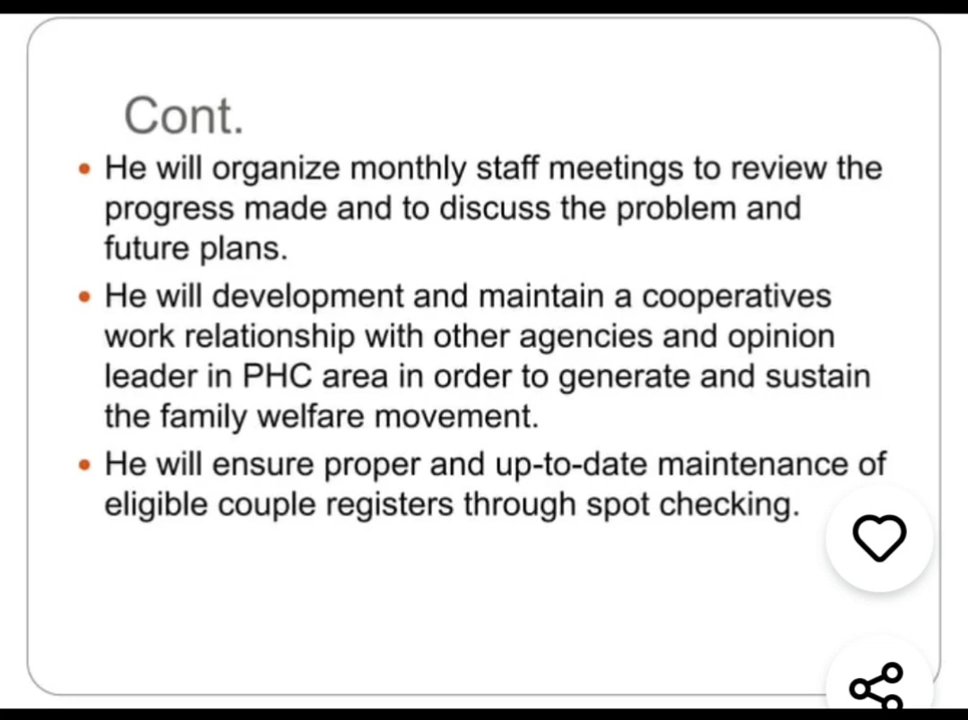 Cont.
• He will organize monthly staff meetings to review the
progress made and to discuss the problem and
future plans.
• He will development and maintain a cooperatives
work relationship with other agencies and opinion
leader in PHC area in order to generate and sustain
the family welfare movement.
• He will ensure proper and up-to-date maintenance of
eligible couple registers through spot checking.